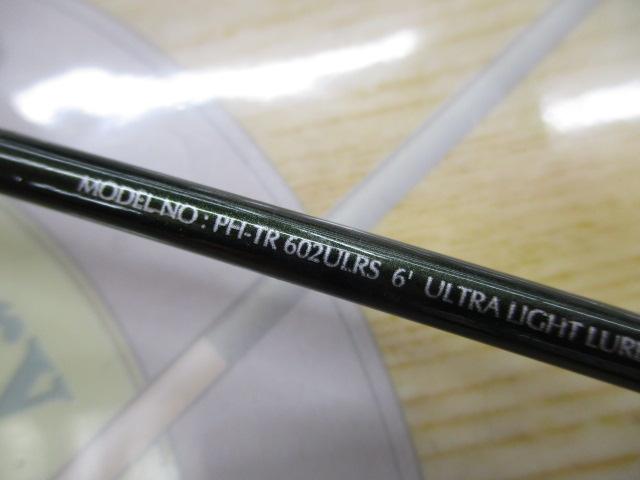 MODEL NO : PH-TR 602ULRS 6' ULTRA LIGHT LURE